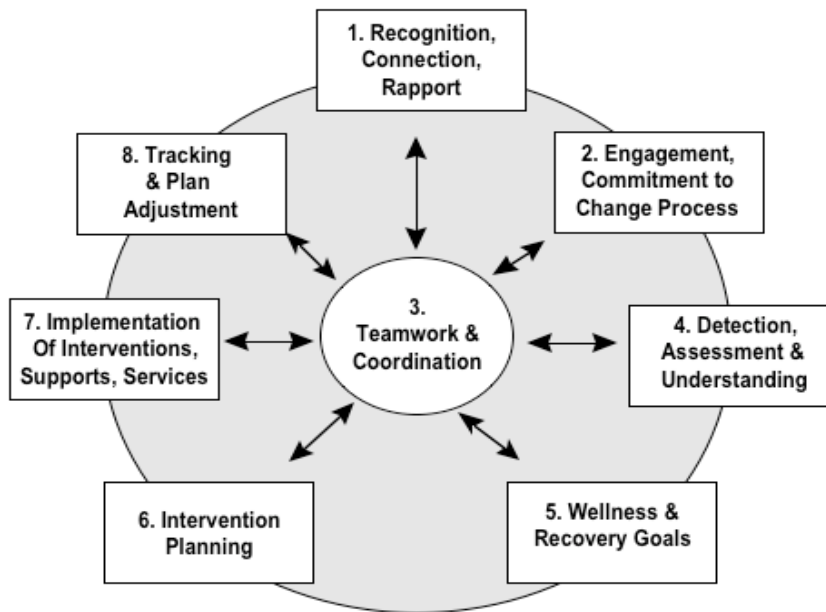 1. Recognition,
Connection,
Rapport
2. Engagement,
Commitment to
Change Process
3.
Teamwork &
Coordination
4. Detection,
Assessment &
Understanding
5. Wellness &
Recovery Goals
6. Intervention
Planning
7. Implementation
Of Interventions,
Supports, Services
8. Tracking
& Plan
Adjustment